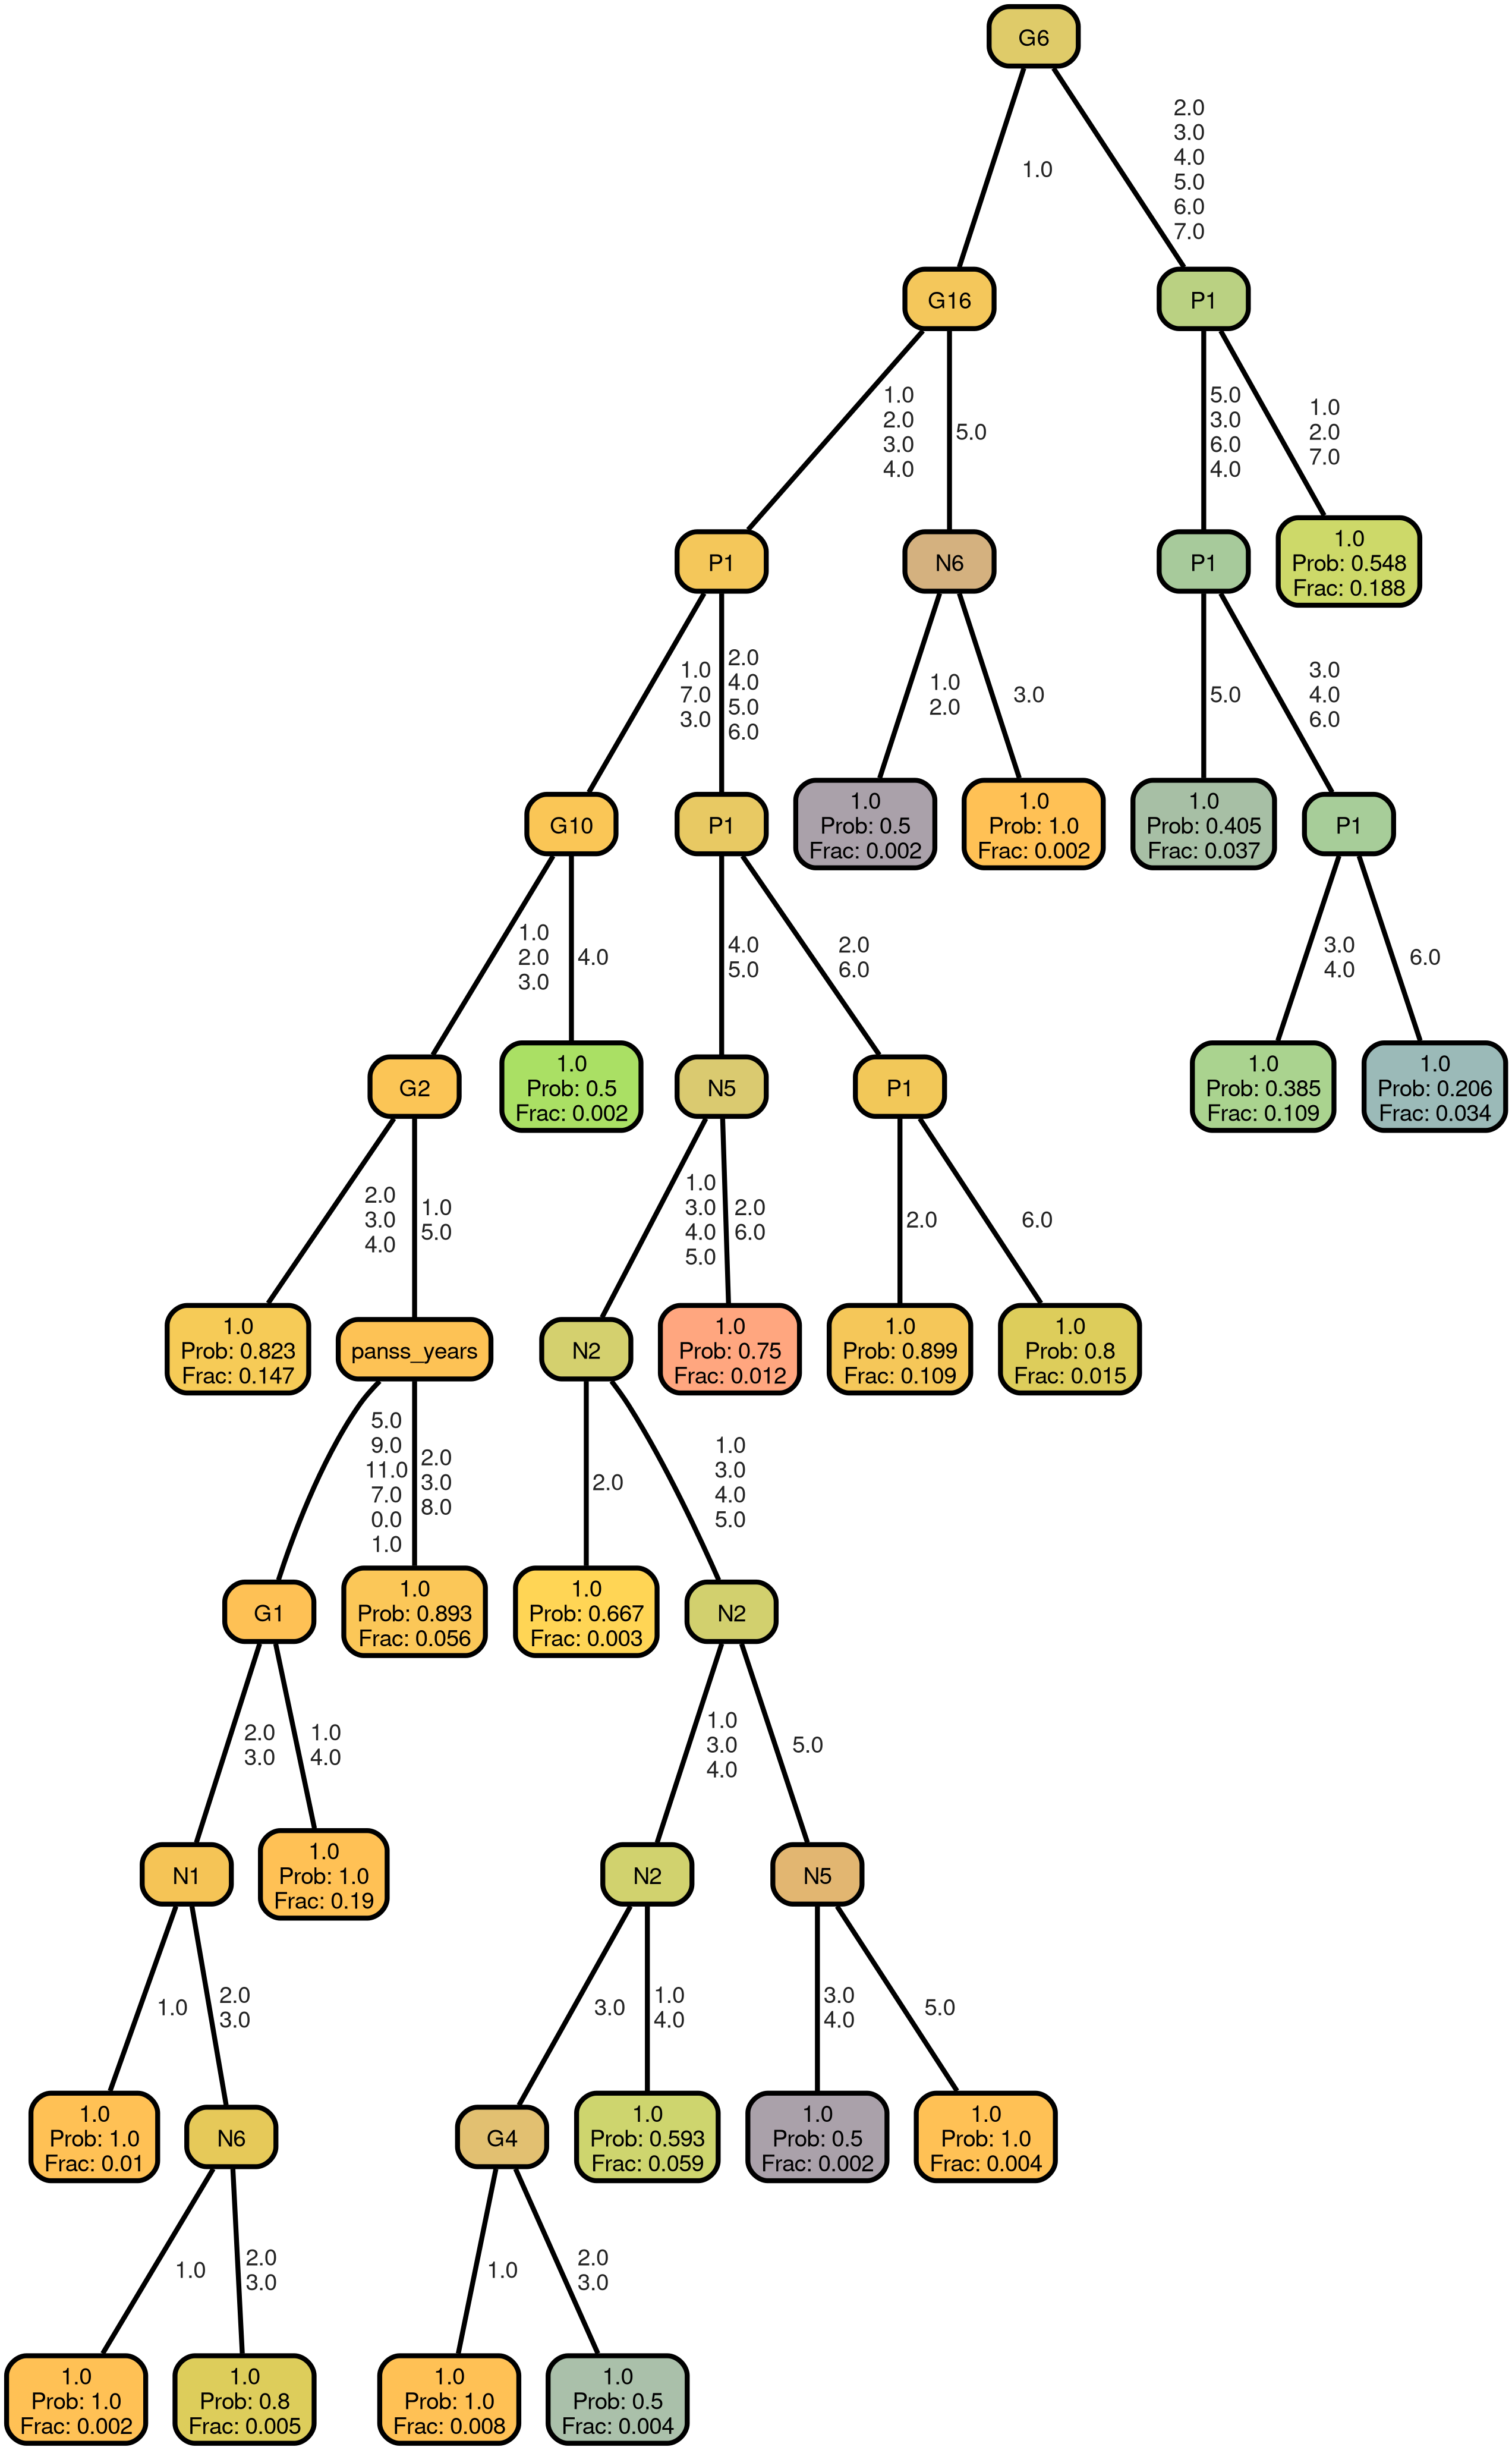 G6
1.0
2.0
3.0
4.0
5.0
6.0
7.0
G16
P1
1.0
2.0
3.0
4.0
5.0
5.0
3.0
6.0
4.0
1.0
2.0
7.0
P1
N6
P1
1.0
Prob: 0.548
Frac: 0.188
1.0
7.0
3.0
2.0
4.0
5.0
6.0
1.0
2.0
3.0
5.0
3.0
4.0
6.0
G10
P1
1.0
Prob: 0.5
Frac: 0.002
1.0
Prob: 1.0
Frac: 0.002
1.0
Prob: 0.405
Frac: 0.037
P1
1.0
2.0
3.0
4.0
4.0
5.0
2.0
6.0
3.0
4.0
6.0
G2
1.0
Prob: 0.5
Frac: 0.002
N5
P1
1.0
Prob: 0.385
Frac: 0.109
1.0
Prob: 0.206
Frac: 0.034
2.0
3.0
4.0
1.0
5.0
1.0
3.0
4.0
5.0
2.0
6.0
2.0
6.0
1.0
Prob: 0.823
Frac: 0.147
panss_years
N2
1.0
Prob: 0.75
Frac: 0.012
1.0
Prob: 0.899
Frac: 0.109
1.0
Prob: 0.8
Frac: 0.015
5.0
9.0
11.0
7.0
0.0
1.0
2.0
3.0
8.0
2.0
1.0
3.0
4.0
5.0
G1
1.0
Prob: 0.893
Frac: 0.056
1.0
Prob: 0.667
Frac: 0.003
N2
2.0
3.0
1.0
4.0
1.0
3.0
4.0
5.0
N1
1.0
Prob: 1.0
Frac: 0.19
N2
N5
1.0
2.0
3.0
3.0
1.0
4.0
3.0
4.0
5.0
1.0
Prob: 1.0
Frac: 0.01
N6
G4
1.0
Prob: 0.593
Frac: 0.059
1.0
Prob: 0.5
Frac: 0.002
1.0
Prob: 1.0
Frac: 0.004
1.0
2.0
3.0
1.0
2.0
3.0
1.0
Prob: 1.0
Frac: 0.002
1.0
Prob: 0.8
Frac: 0.005
1.0
Prob: 1.0
Frac: 0.008
1.0
Prob: 0.5
Frac: 0.004